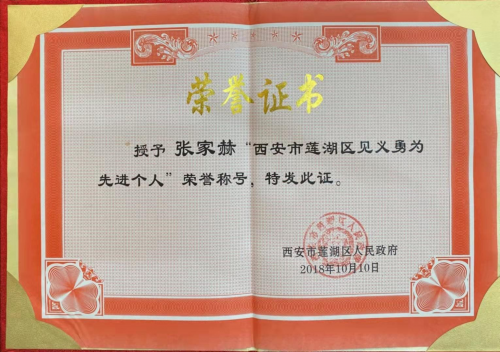 荣誉证书
授予 张家赫“西安市莲湖区见义勇为
先进个人”荣誉称号，特发此证。
西安市莲湖区人民政府
2018年10月10日